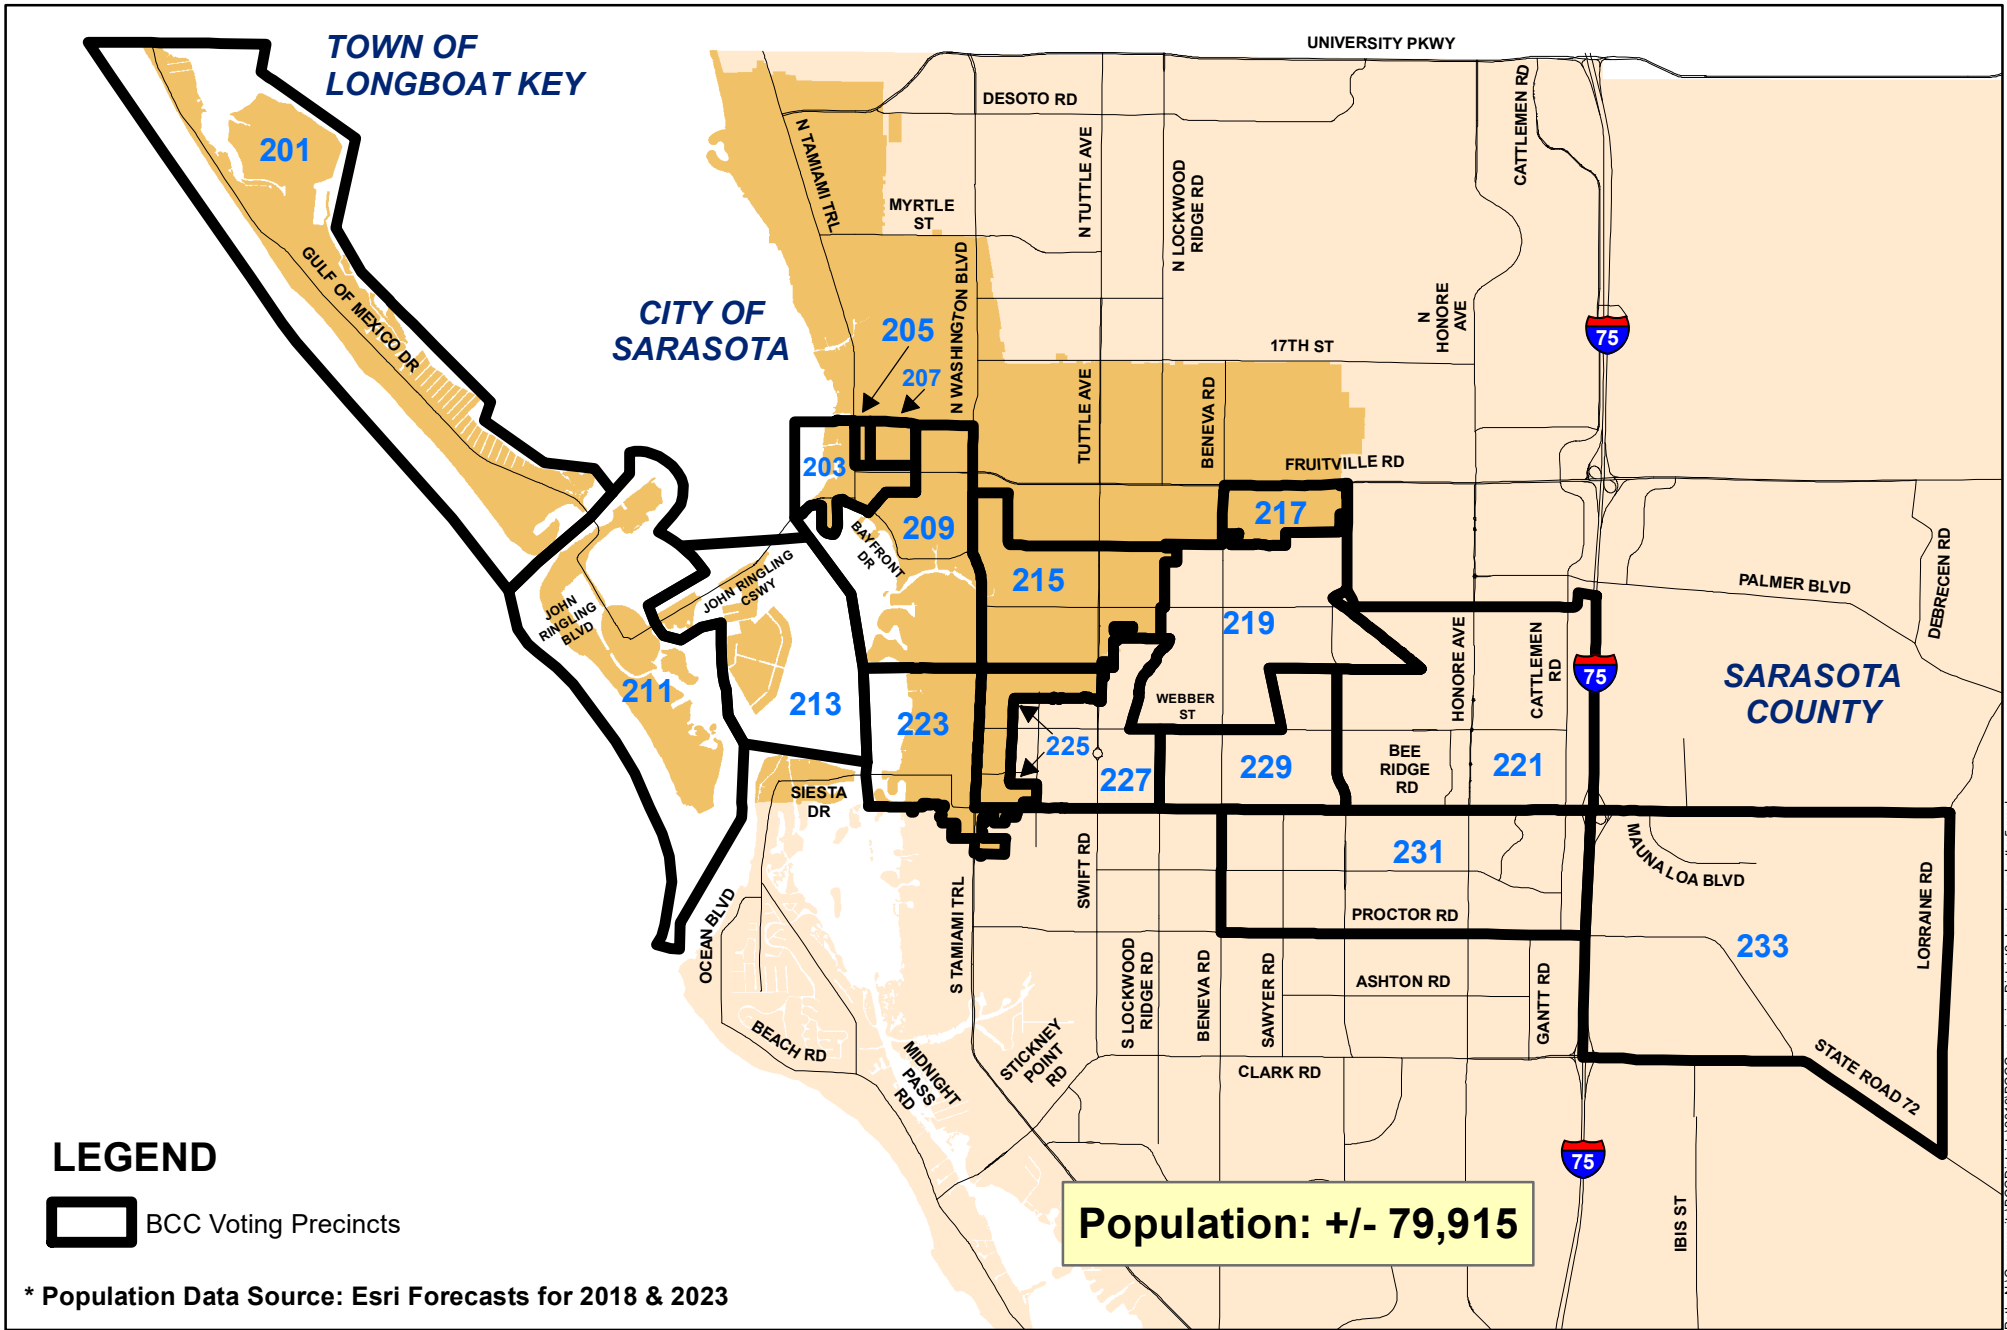 TOWN OF
LONGBOAT KEY
UNIVERSITY PKWY
DESOTO RD
CATTLEMEN RD
N TAMIAMI TRL
N TUTTLE AVE
N LOCKWOOD
RIDGE RD
201
MYRTLE
ST
GULF OF MEXICO DR
N WASHINGTON BLVD
CITY OF
SARASOTA
205
207
N
HONORE
AVE
75
17TH ST
TUTTLE AVE
BENEVA RD
203
FRUITVILLE RD
209
217
BAYFRONT
DR
215
JOHN RINGLING
CSWY
JOHN
RINGLING
BLVD
219
PALMER BLVD
DEBRECEN RD
211
213
223
WEBBER
ST
HONORE AVE
CATTLEMEN
RD
75
SARASOTA
COUNTY
225
227
229
BEE
RIDGE
RD
221
SIESTA
DR
231
MAUNA LOA BLVD
SWIFT RD
OCEAN BLVD
S TAMIAMI TRL
PROCTOR RD
233
LORRAINE RD
S LOCKWOOD
RIDGE RD
BENEVA RD
SAWYER RD
ASHTON RD
GANTT RD
BEACH RD
MIDNIGHT
PASS
RD
STICKNEY
POINT
RD
CLARK RD
STATE ROAD 72
75
IBIS ST
LEGEND
BCC Voting Precincts
Population: +/- 79,915
* Population Data Source: Esri Forecasts for 2018 & 2023